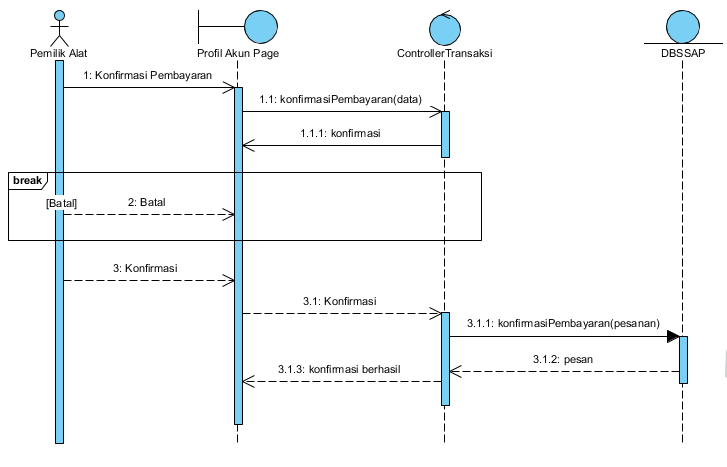 Pemilik Alat
Profil Akun Page
ControllerTransaksi
DBSSAP
1: Konfirmasi Pembayaran
1.1: konfirmasiPembayaran(data)
1.1.1: konfirmasi
break
[Batal]
2: Batal
3: Konfirmasi
3.1: Konfirmasi
3.1.1: konfirmasiPembayaran(pesanan)
3.1.2: pesan
3.1.3: konfirmasi berhasil